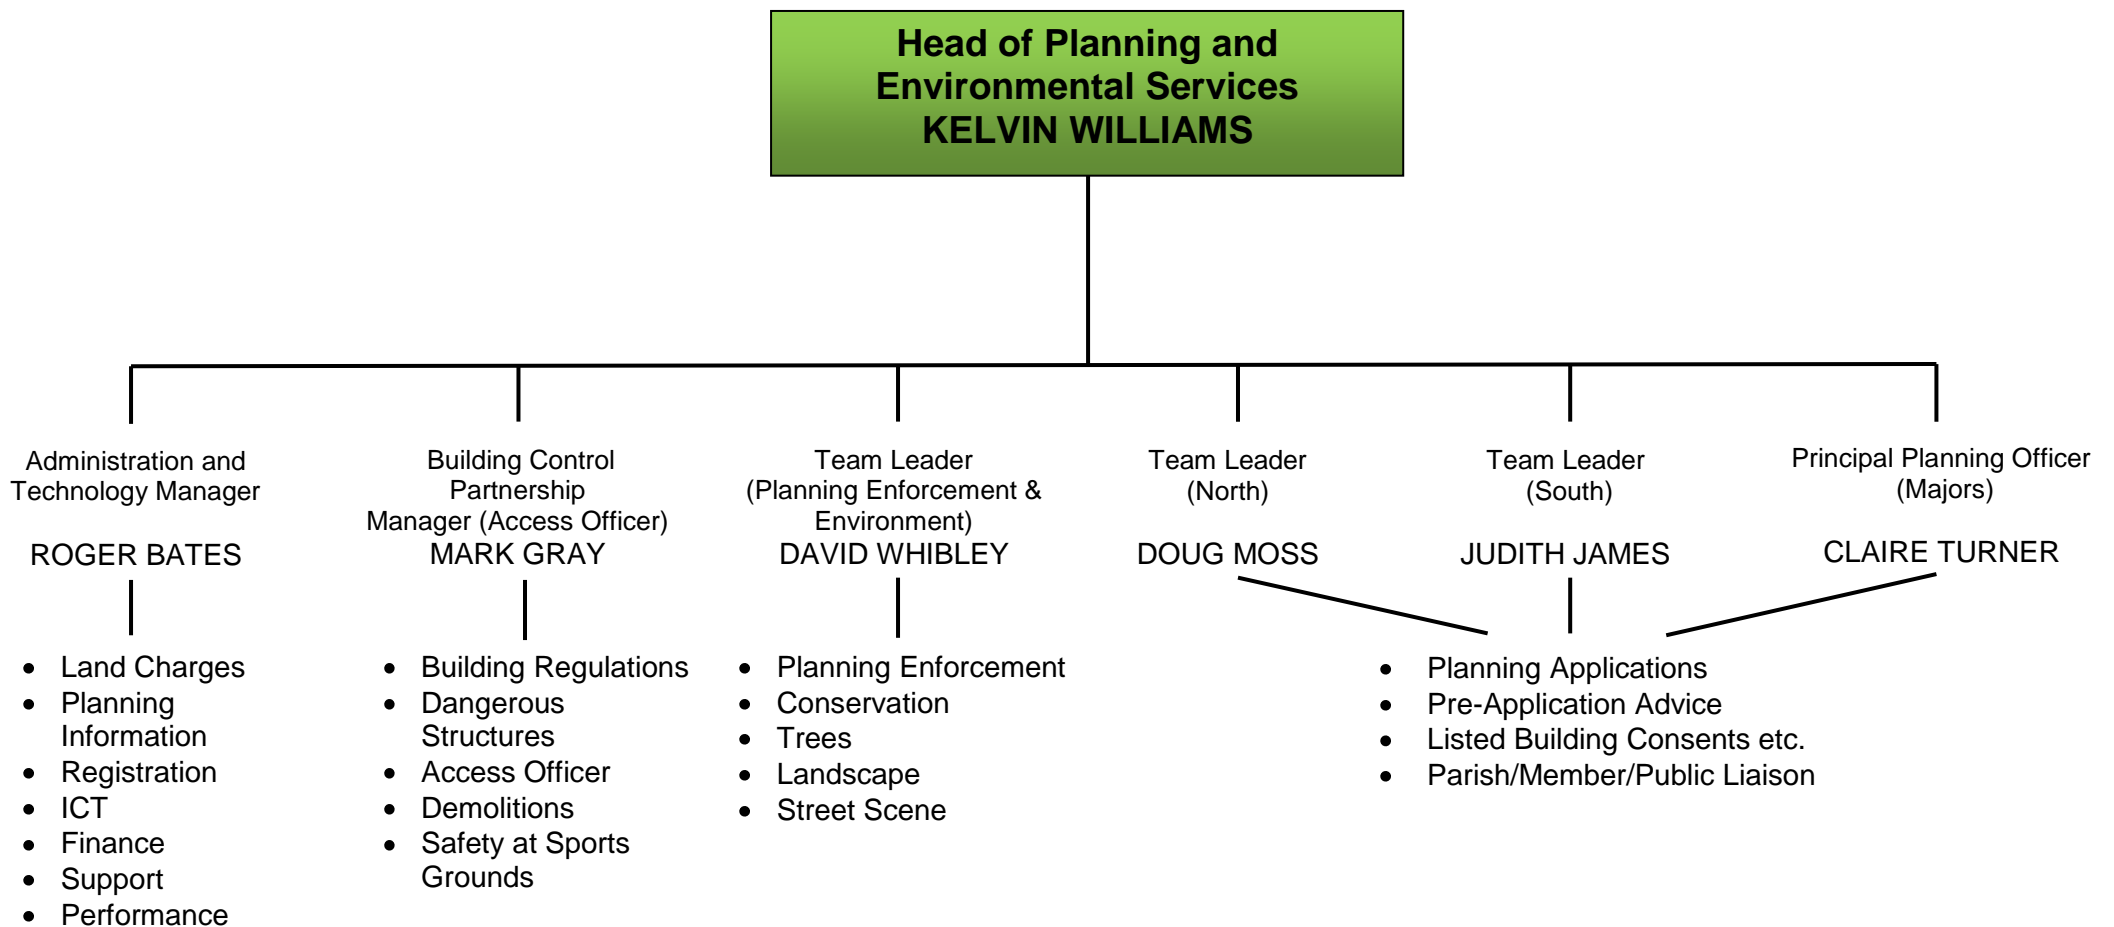 Head of Planning and
Environmental Services
KELVIN WILLIAMS
Administration and
Technology Manager
ROGER BATES
• Land Charges
• Planning
Information
• Registration
• ICT
• Finance
• Support
• Performance
Building Control
Partnership
Manager (Access Officer)
MARK GRAY
• Building Regulations
• Dangerous
Structures
• Access Officer
• Demolitions
• Safety at Sports
Grounds
Team Leader
(Planning Enforcement &
Environment)
DAVID WHIBLEY
• Planning Enforcement
• Conservation
• Trees
• Landscape
• Street Scene
Team Leader
(North)
DOUG MOSS
Team Leader
(South)
JUDITH JAMES
Principal Planning Officer
(Majors)
CLAIRE TURNER
• Planning Applications
• Pre-Application Advice
• Listed Building Consents etc.
• Parish/Member/Public Liaison